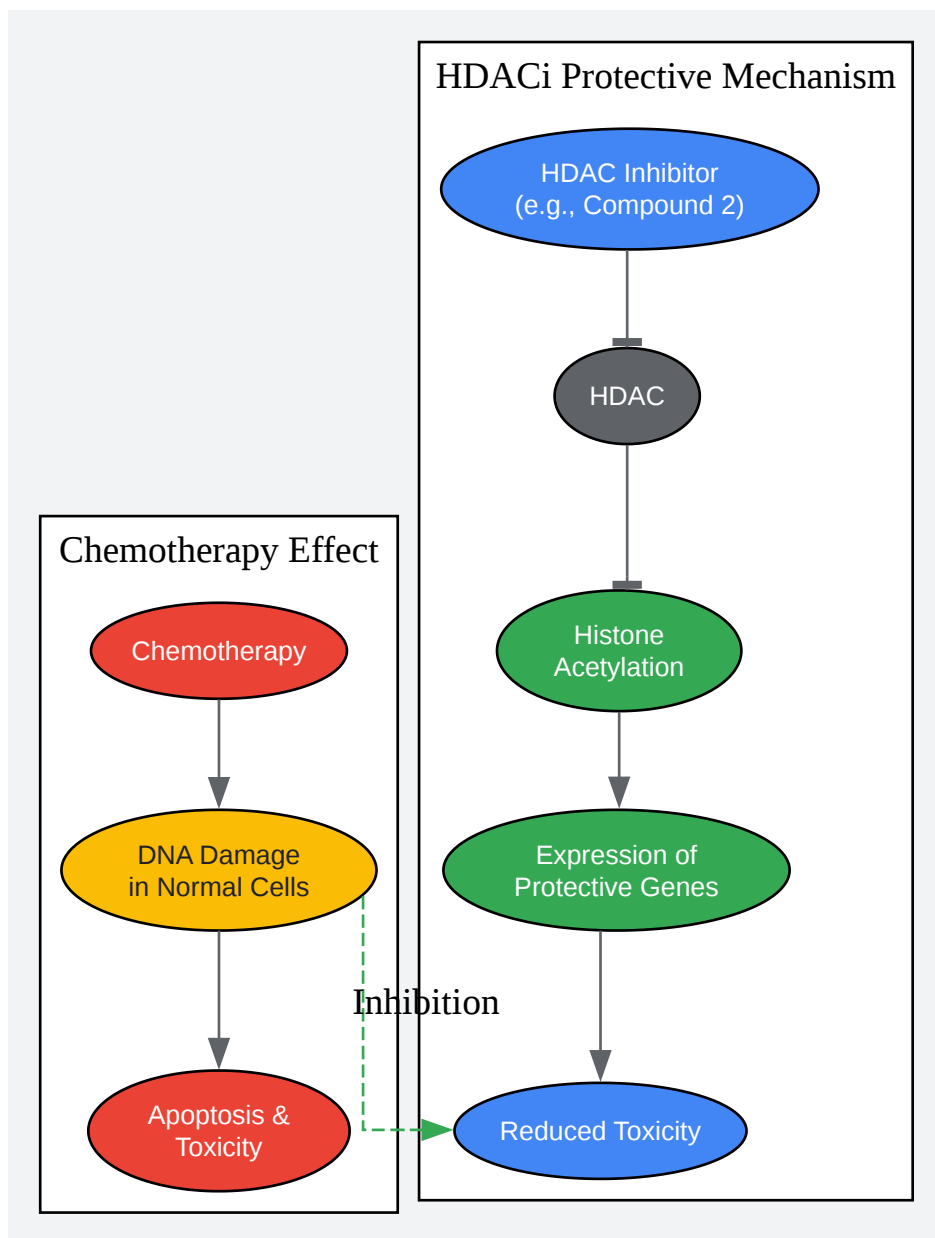 HDACi Protective Mechanism
HDAC Inhibitor
(e.g., Compound 2)
HDAC
Histone
Acetylation
Expression of
Protective Genes
Reduced Toxicity
Chemotherapy Effect
Chemotherapy
DNA Damage
in Normal Cells
Inhibition
Apoptosis &
Toxicity